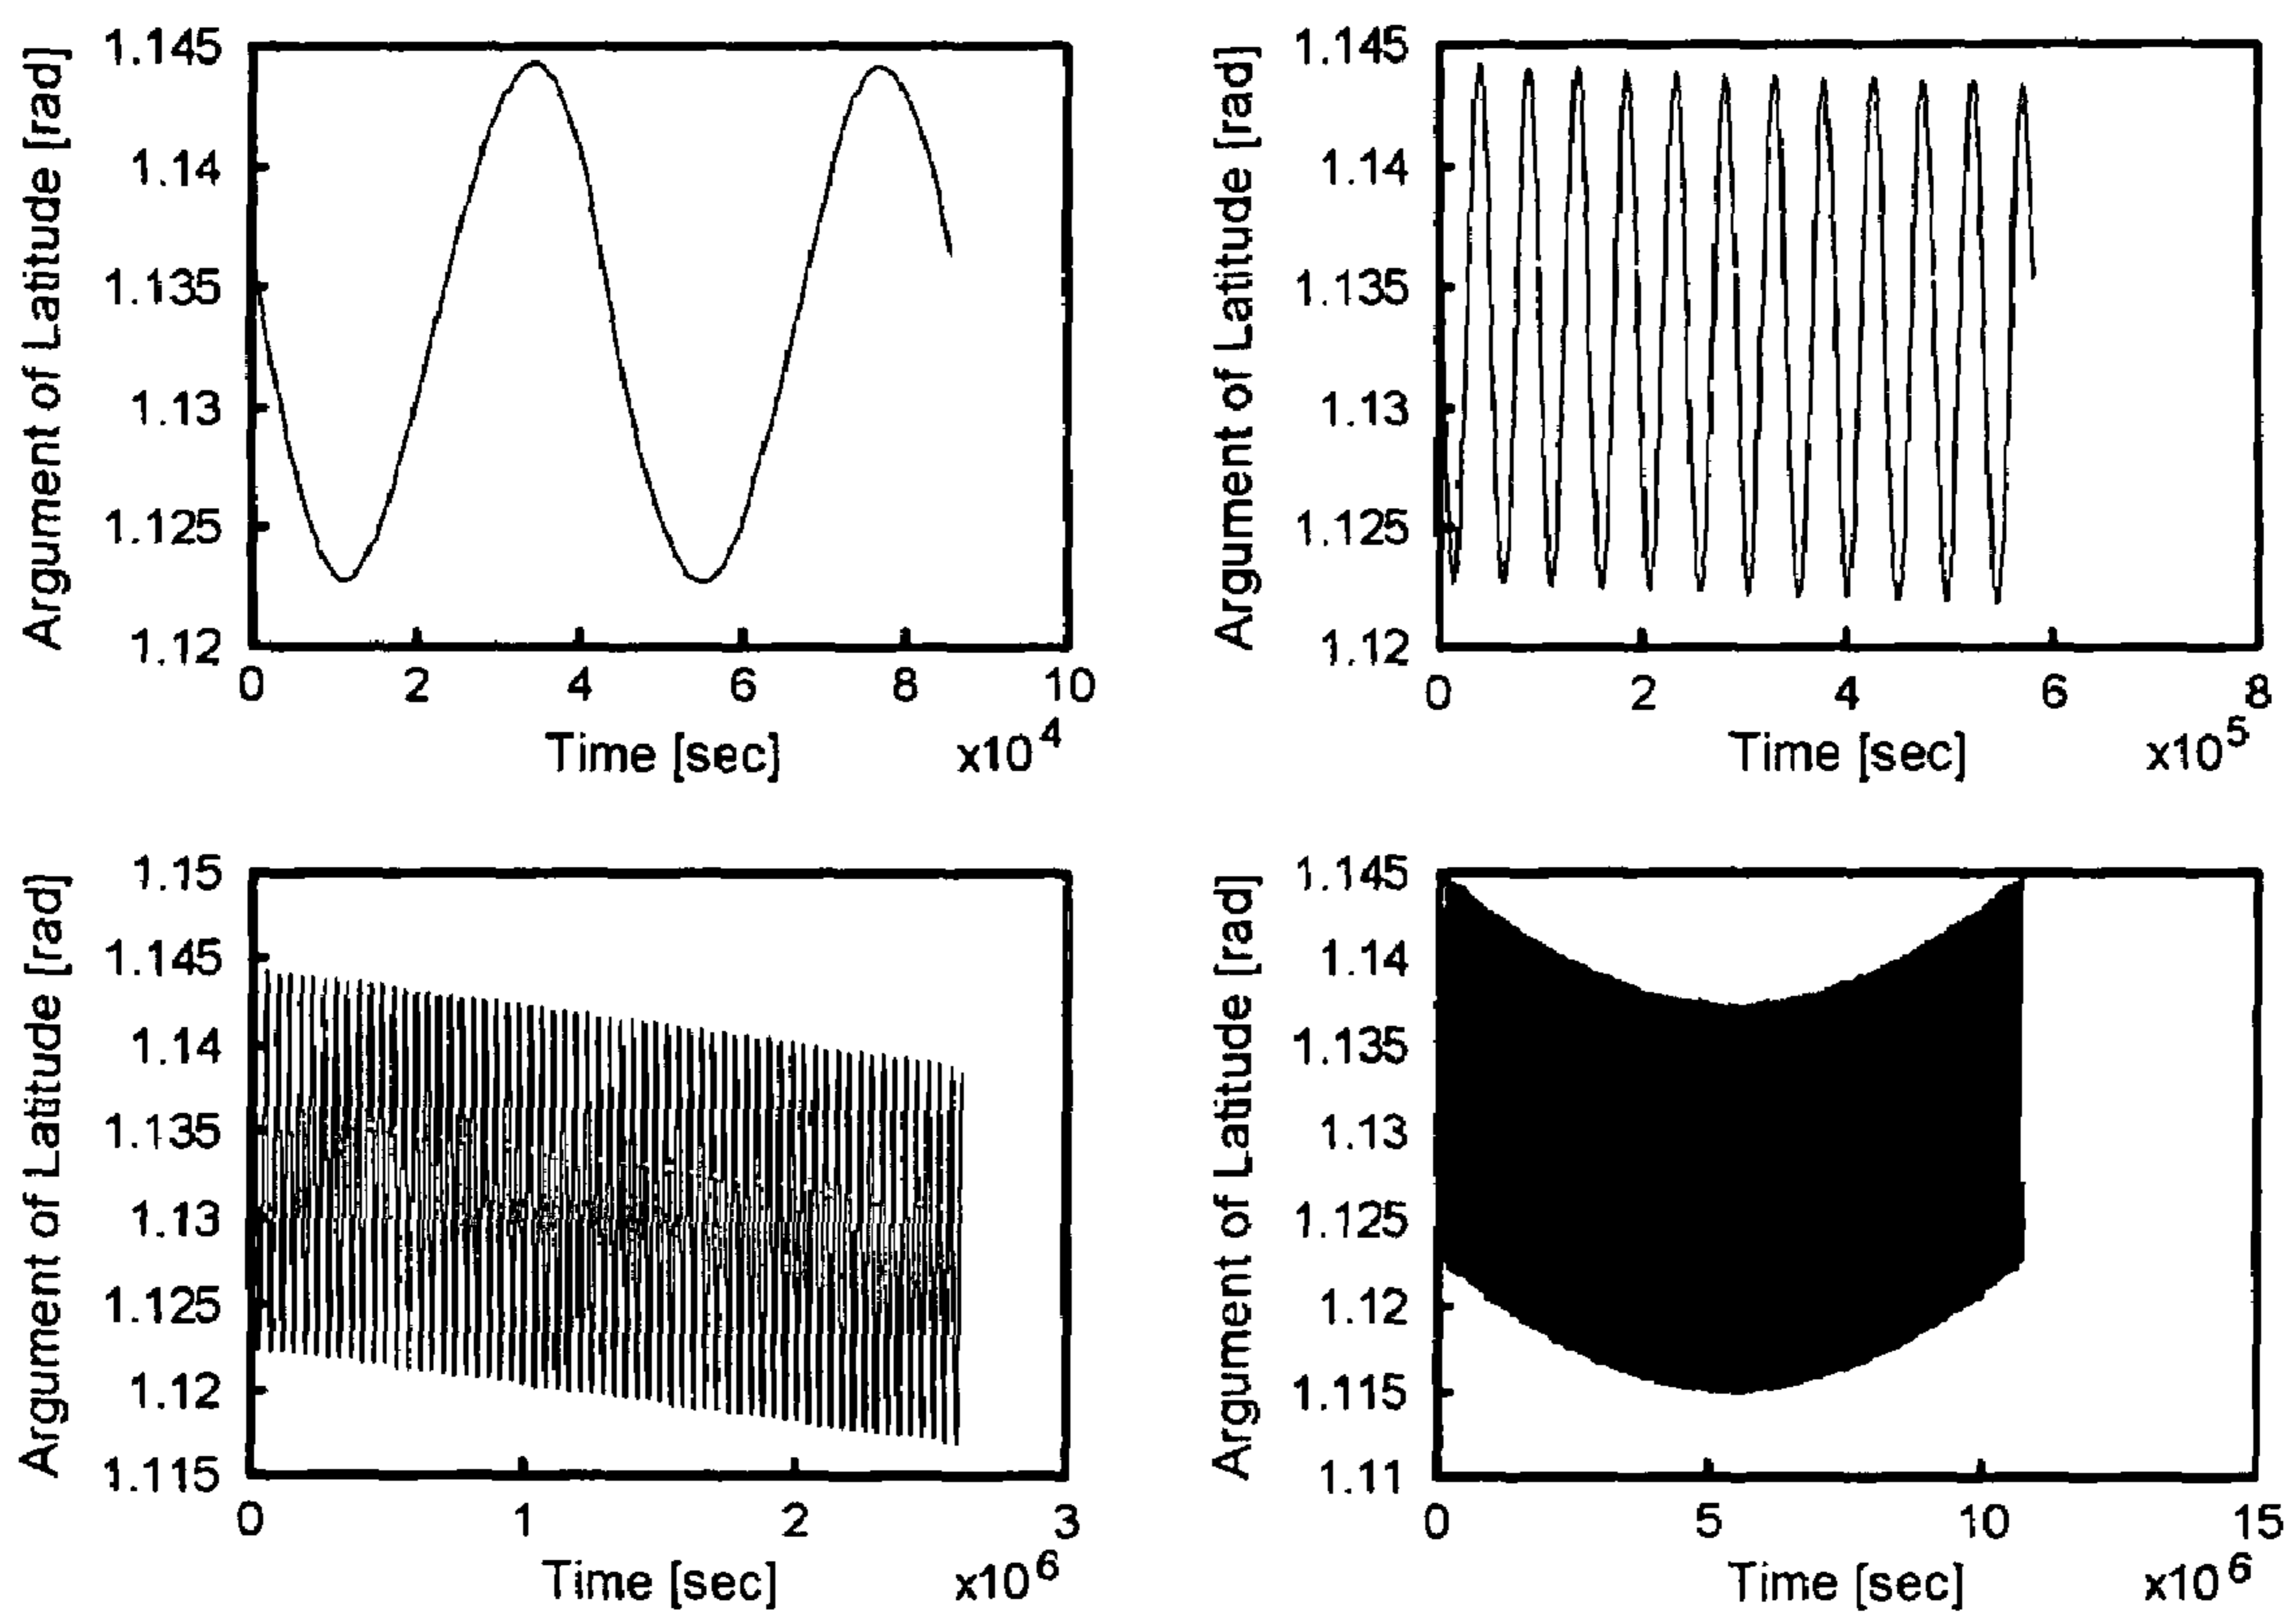 Argument of Latitude [rad]
1.145
1.14
1.135
1.13
1.125
1.12
0 2 4 6 8 10
Time [sec] x10^4
Argument of Latitude [rad]
1.145
1.14
1.135
1.13
1.125
1.12
0 2 4 6 8
Time [sec] x10^5
Argument of Latitude [rad]
1.15
1.145
1.14
1.135
1.13
1.125
1.12
1.115
0 1 2 3
Time [sec] x10^6
Argument of Latitude [rad]
1.145
1.14
1.135
1.13
1.125
1.12
1.115
1.11
0 5 10 15
Time [sec] x10^6